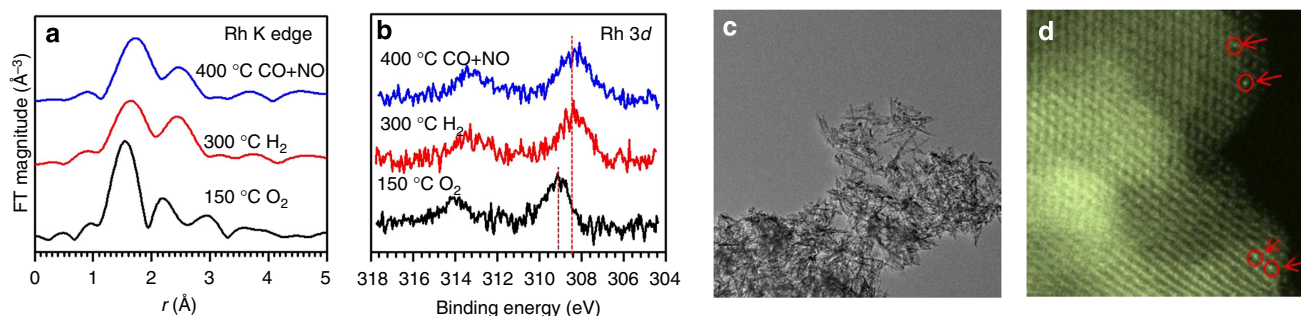 a
Rh K edge
400 °C CO+NO
300 °C H₂
150 °C O₂
FT magnitude (Å⁻³)
0 1 2 3 4 5
r (Å)
b
Rh 3d
400 °C CO+NO
300 °C H₂
150 °C O₂
318 316 314 312 310 308 306 304
Binding energy (eV)
c
d